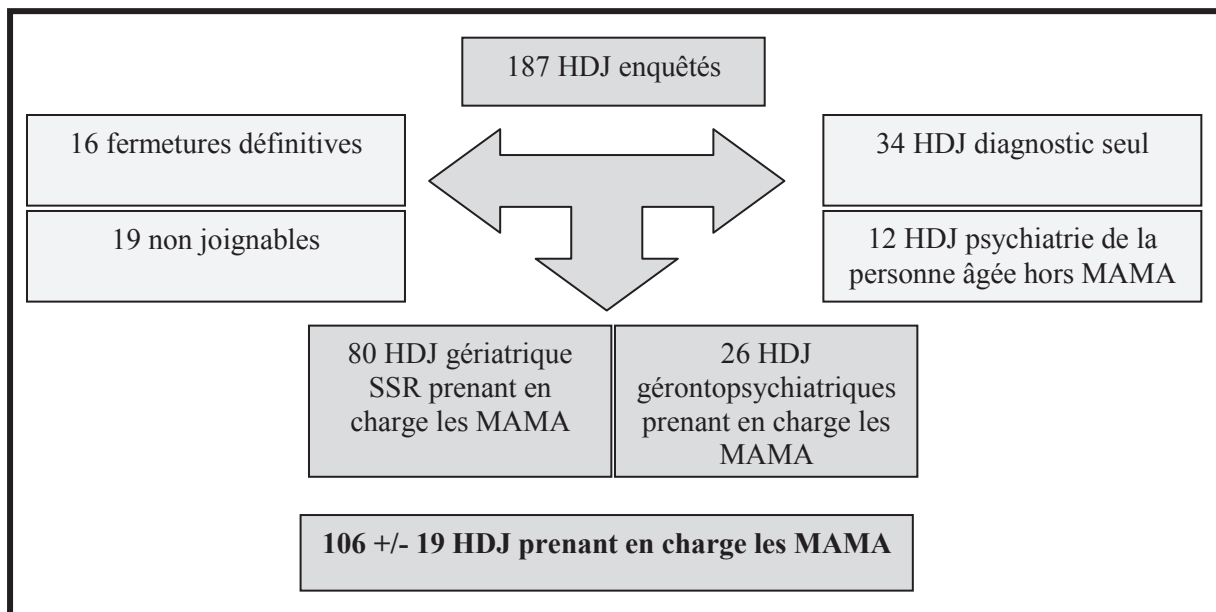 187 HDJ enquêtés
16 fermetures définitives
19 non joignables
34 HDJ diagnostic seul
12 HDJ psychiatrie de la
personne âgée hors MAMA
80 HDJ gériatrique
SSR prenant en
charge les MAMA
26 HDJ
gérontopsychiatriques
prenant en charge les
MAMA
106 +/- 19 HDJ prenant en charge les MAMA